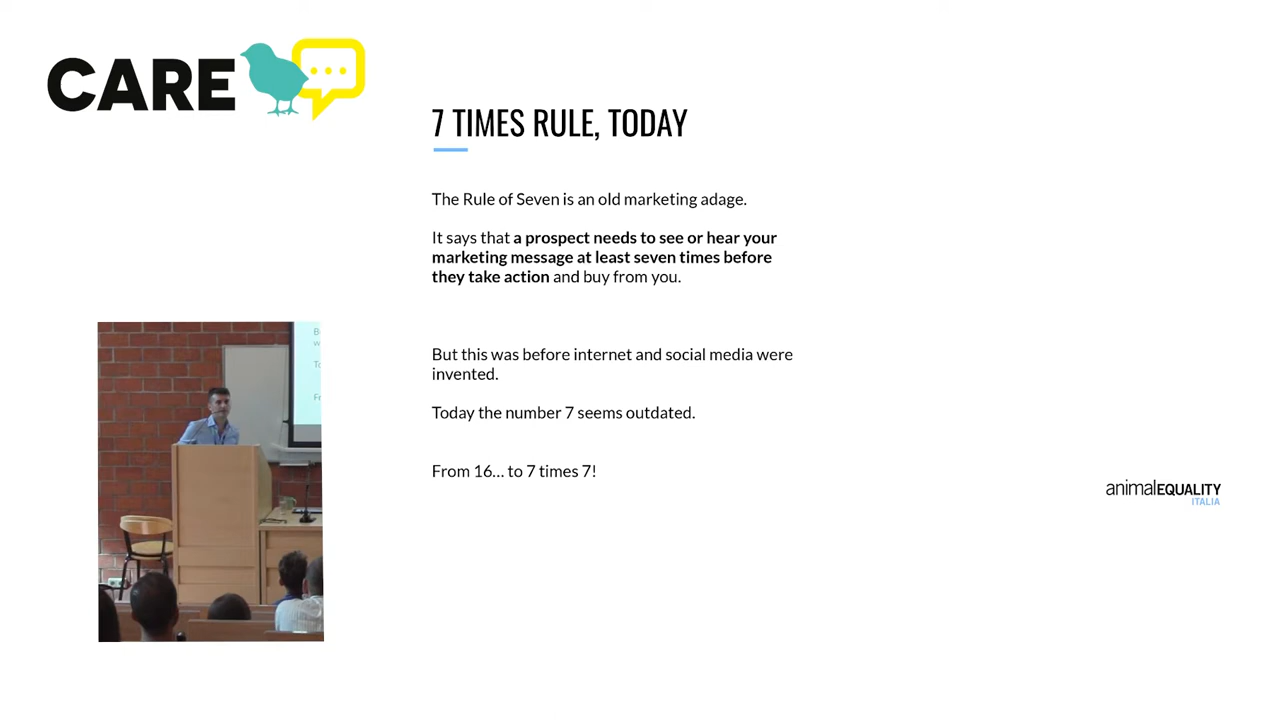 CARE
7 TIMES RULE, TODAY
The Rule of Seven is an old marketing adage.
It says that a prospect needs to see or hear your
marketing message at least seven times before
they take action and buy from you.
But this was before internet and social media were
invented.
Today the number 7 seems outdated.
From 16... to 7 times 7!
animalEQUALITY
ITALIA